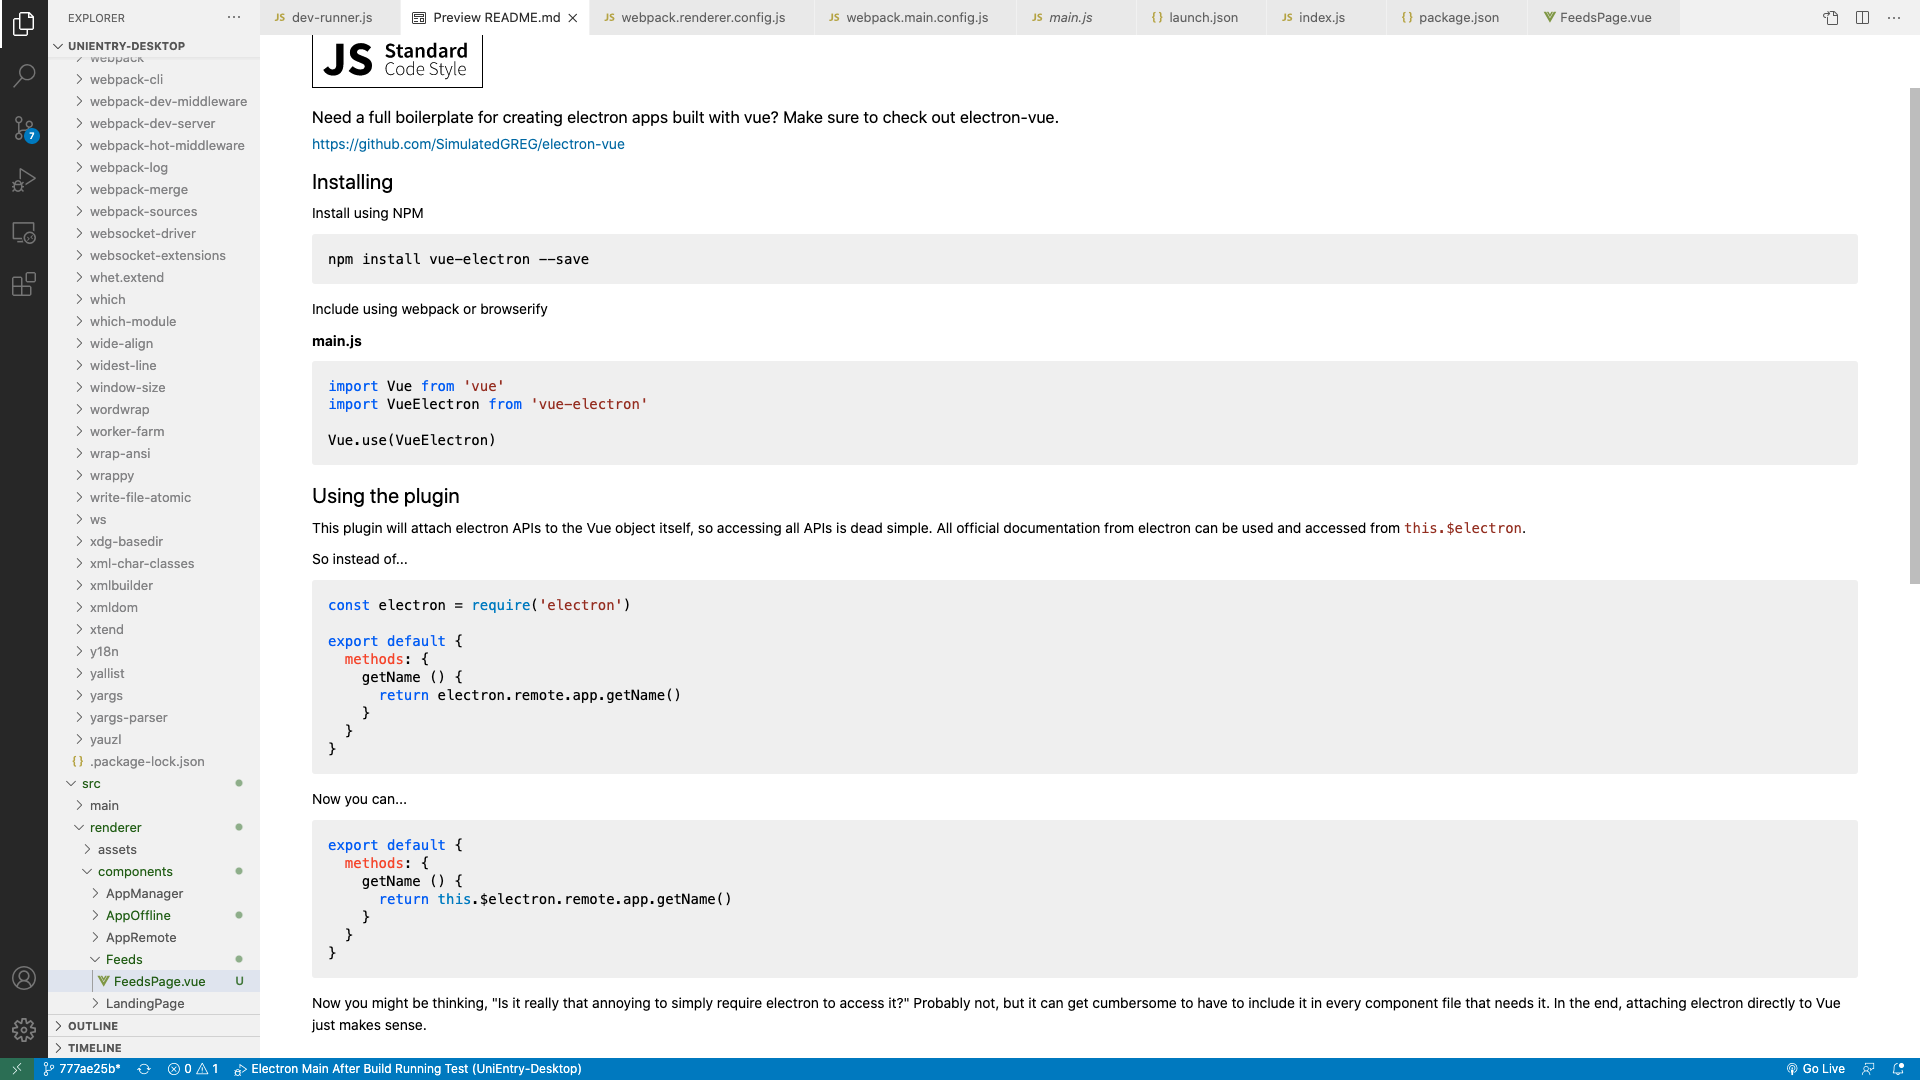 EXPLORER
dev-runner.js
Preview README.md
webpack.renderer.config.js
webpack.main.config.js
main.js
launch.json
index.js
package.json
FeedsPage.vue
UNIENTRY-DESKTOP
webpack
webpack-cli
webpack-dev-middleware
webpack-dev-server
webpack-hot-middleware
webpack-log
webpack-merge
webpack-sources
websocket-driver
websocket-extensions
whet.extend
which
which-module
wide-align
widest-line
window-size
wordwrap
worker-farm
wrap-ansi
wrappy
write-file-atomic
ws
xdg-basedir
xml-char-classes
xmlbuilder
xmldom
xtend
y18n
yallist
yargs
yargs-parser
yauzl
.package-lock.json
src
main
renderer
assets
components
AppManager
AppOffline
AppRemote
Feeds
FeedsPage.vue U
LandingPage
OUTLINE
TIMELINE
7
JS Standard
Code Style
Need a full boilerplate for creating electron apps built with vue? Make sure to check out electron-vue.
https://github.com/SimulatedGREG/electron-vue
Installing
Install using NPM
npm install vue-electron --save
Include using webpack or browserify
main.js
import Vue from 'vue'
import VueElectron from 'vue-electron'
Vue.use(VueElectron)
Using the plugin
This plugin will attach electron APIs to the Vue object itself, so accessing all APIs is dead simple. All official documentation from electron can be used and accessed from this.$electron.
So instead of...
const electron = require('electron')
export default {
methods: {
getName () {
return electron.remote.app.getName()
}
}
}
Now you can...
export default {
methods: {
getName () {
return this.$electron.remote.app.getName()
}
}
}
Now you might be thinking, "Is it really that annoying to simply require electron to access it?" Probably not, but it can get cumbersome to have to include it in every component file that needs it. In the end, attaching electron directly to Vue
just makes sense.
777ae25b* 0 1 Electron Main After Build Running Test (UniEntry-Desktop) Go Live